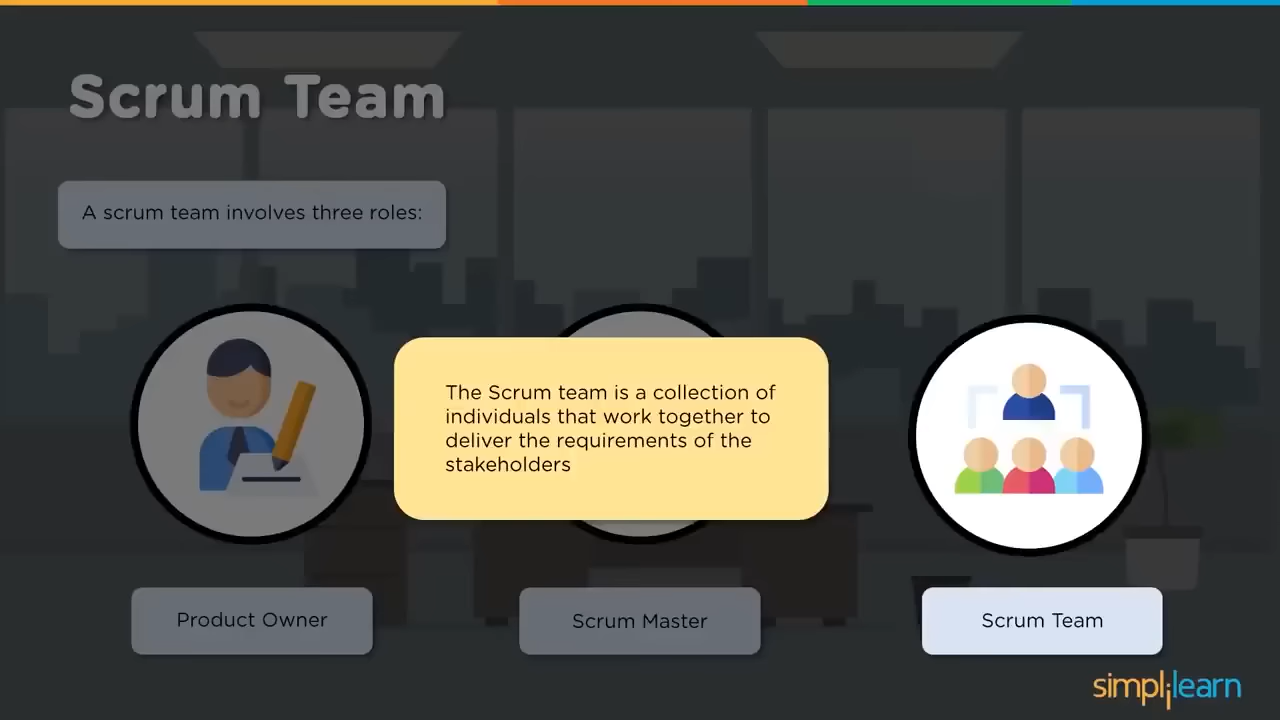 Scrum Team
A scrum team involves three roles:
The Scrum team is a collection of
individuals that work together to
deliver the requirements of the
stakeholders
Product Owner
Scrum Master
Scrum Team
simplilearn